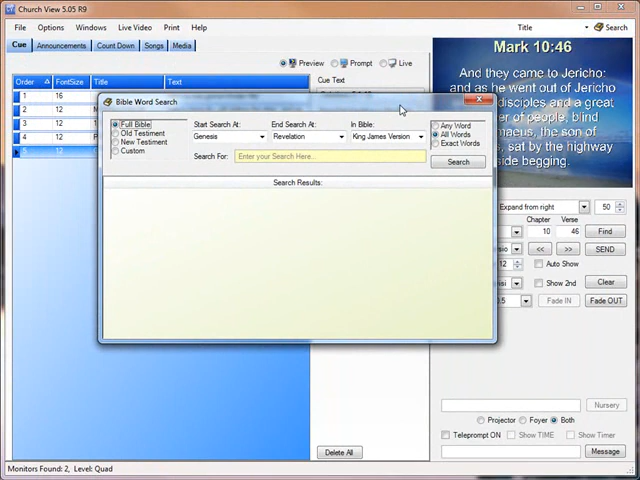 Church View 5.05 R9
File Options Windows Live Video Print Help
Title Search
Cue Announcements Count Down Songs Media
Preview Prompt Live
Order FontSize Title Text
Cue Text
1 16
2 12
3 12
4 12
5 12
Bible Word Search
Full Bible
Old Testiment
New Testiment
Custom
Start Search At: End Search At: In Bible:
Genesis Revelation King James Version
Any Word
All Words
Exact Words
Search For: Enter your Search Here... Search
Search Results:
Mark 10:46
And they came to Jericho:
and as he went out of Jericho
disciples and a great
er of people, blind
maeus, the son of
s, sat by the highway
side begging.
Expand from right 50
Chapter Verse
10 46 Find
<< >> SEND
12 Auto Show
Show 2nd Clear
Fade IN Fade OUT
Nursery
Projector Foyer Both
Teleprompt ON Show TIME Show Timer
Delete All Message
Monitors Found: 2, Level: Quad